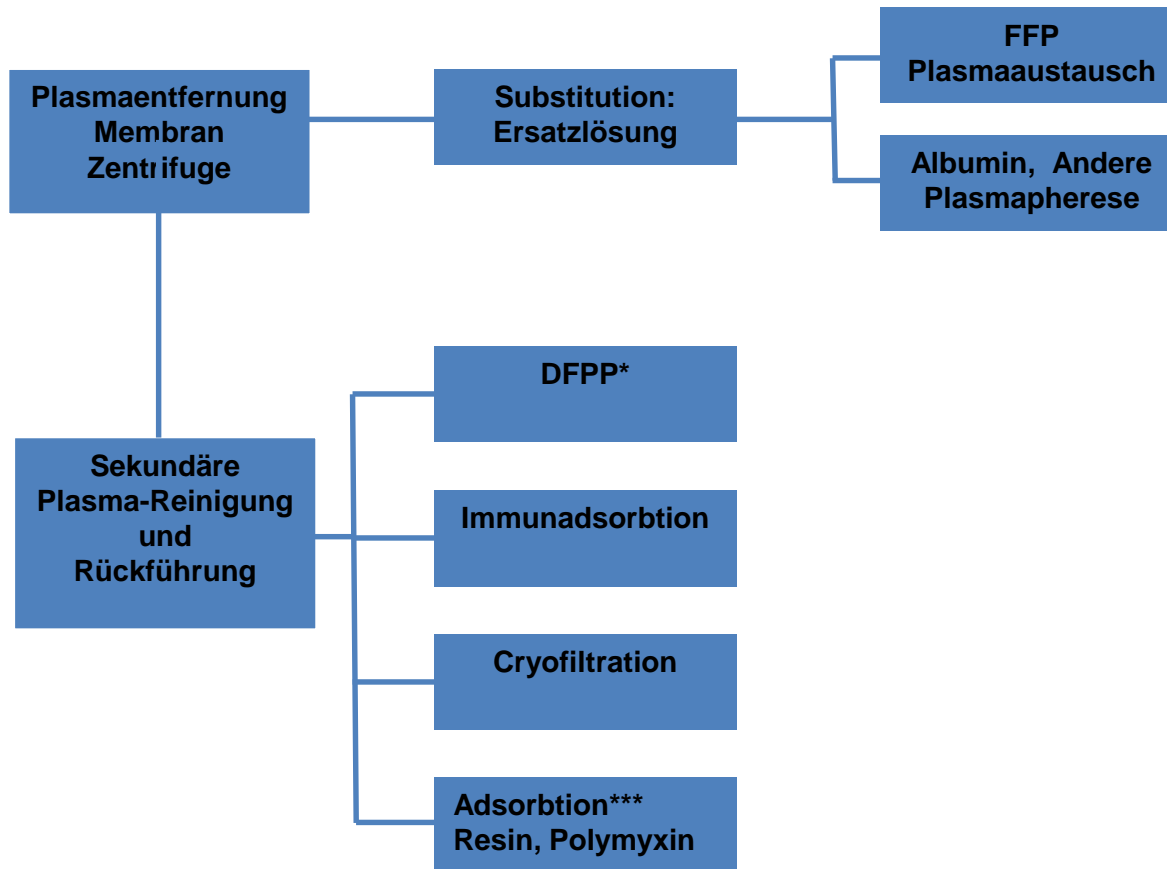 FFP
Plasmaaustausch
Plasmaentfernung
Membran
Zentrifuge
Substitution:
Ersatzlösung
Albumin, Andere
Plasmapherese
DFPP*
Sekundäre
Plasma-Reinigung
und
Rückführung
Immunadsorbtion
Cryofiltration
Adsorbtion***
Resin, Polymyxin